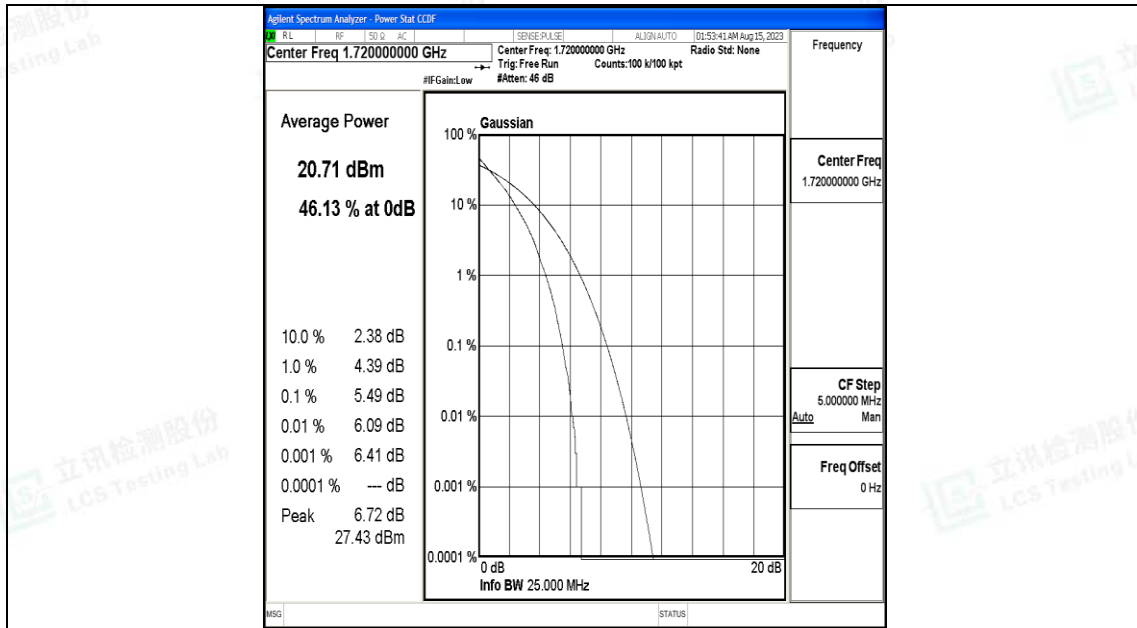 Agilent Spectrum Analyzer - Power Stat CCDF
LXI RL RF 50 Ω AC SENSE:PULSE ALIGN AUTO 01:53:41 AM Aug 15, 2023
Center Freq 1.720000000 GHz
Center Freq: 1.720000000 GHz Radio Std: None
Trig: Free Run Counts:100 k/100 kpt
#IFGain:Low #Atten: 46 dB
Frequency
Average Power
20.71 dBm
46.13 % at 0dB
10.0 % 2.38 dB
1.0 % 4.39 dB
0.1 % 5.49 dB
0.01 % 6.09 dB
0.001 % 6.41 dB
0.0001 % --- dB
Peak 6.72 dB
27.43 dBm
Gaussian
100 %
10 %
1 %
0.1 %
0.01 %
0.001 %
0.0001 %
0 dB 20 dB
Info BW 25.000 MHz
Center Freq
1.720000000 GHz
CF Step
5.000000 MHz
Auto Man
Freq Offset
0 Hz
MSG STATUS
立讯检测股份
LCS Testing Lab